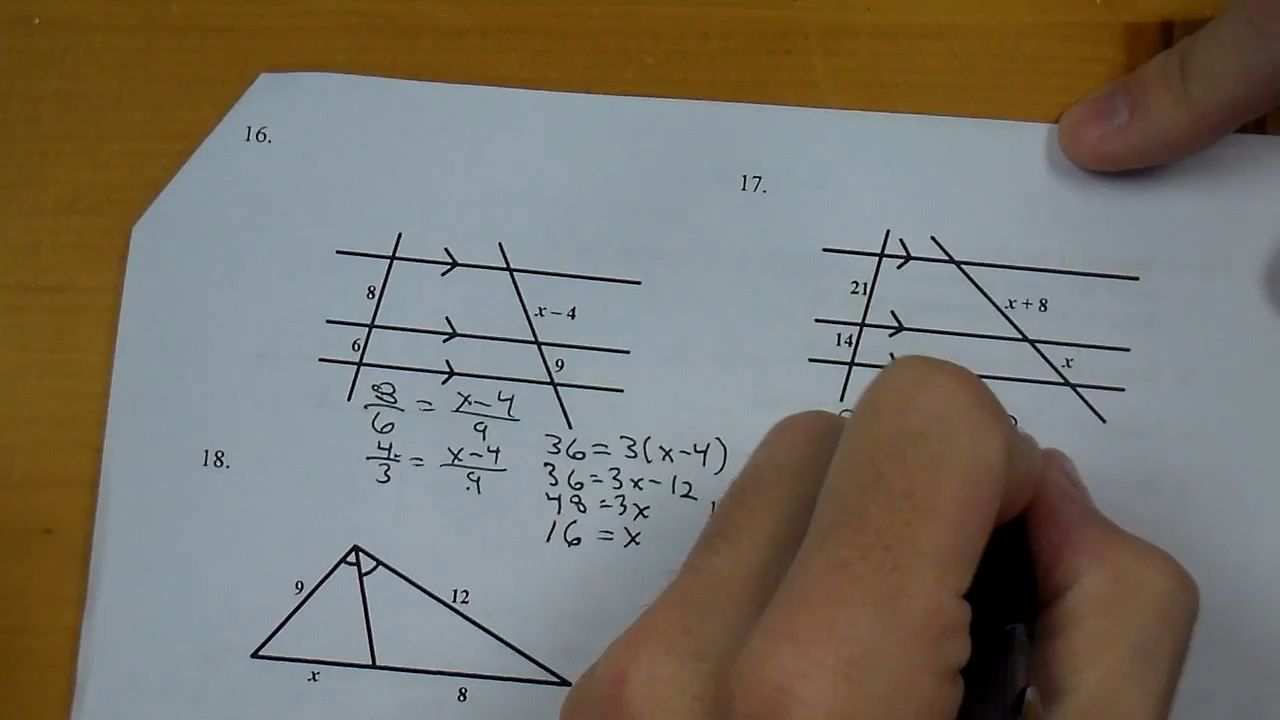 16.
8
x – 4
6
9
8/6 = x-4/9
4/3 = x-4/9
36 = 3(x-4)
36 = 3x-12
48 = 3x
16 = x
17.
21
x + 8
14
x
18.
9
12
x
8